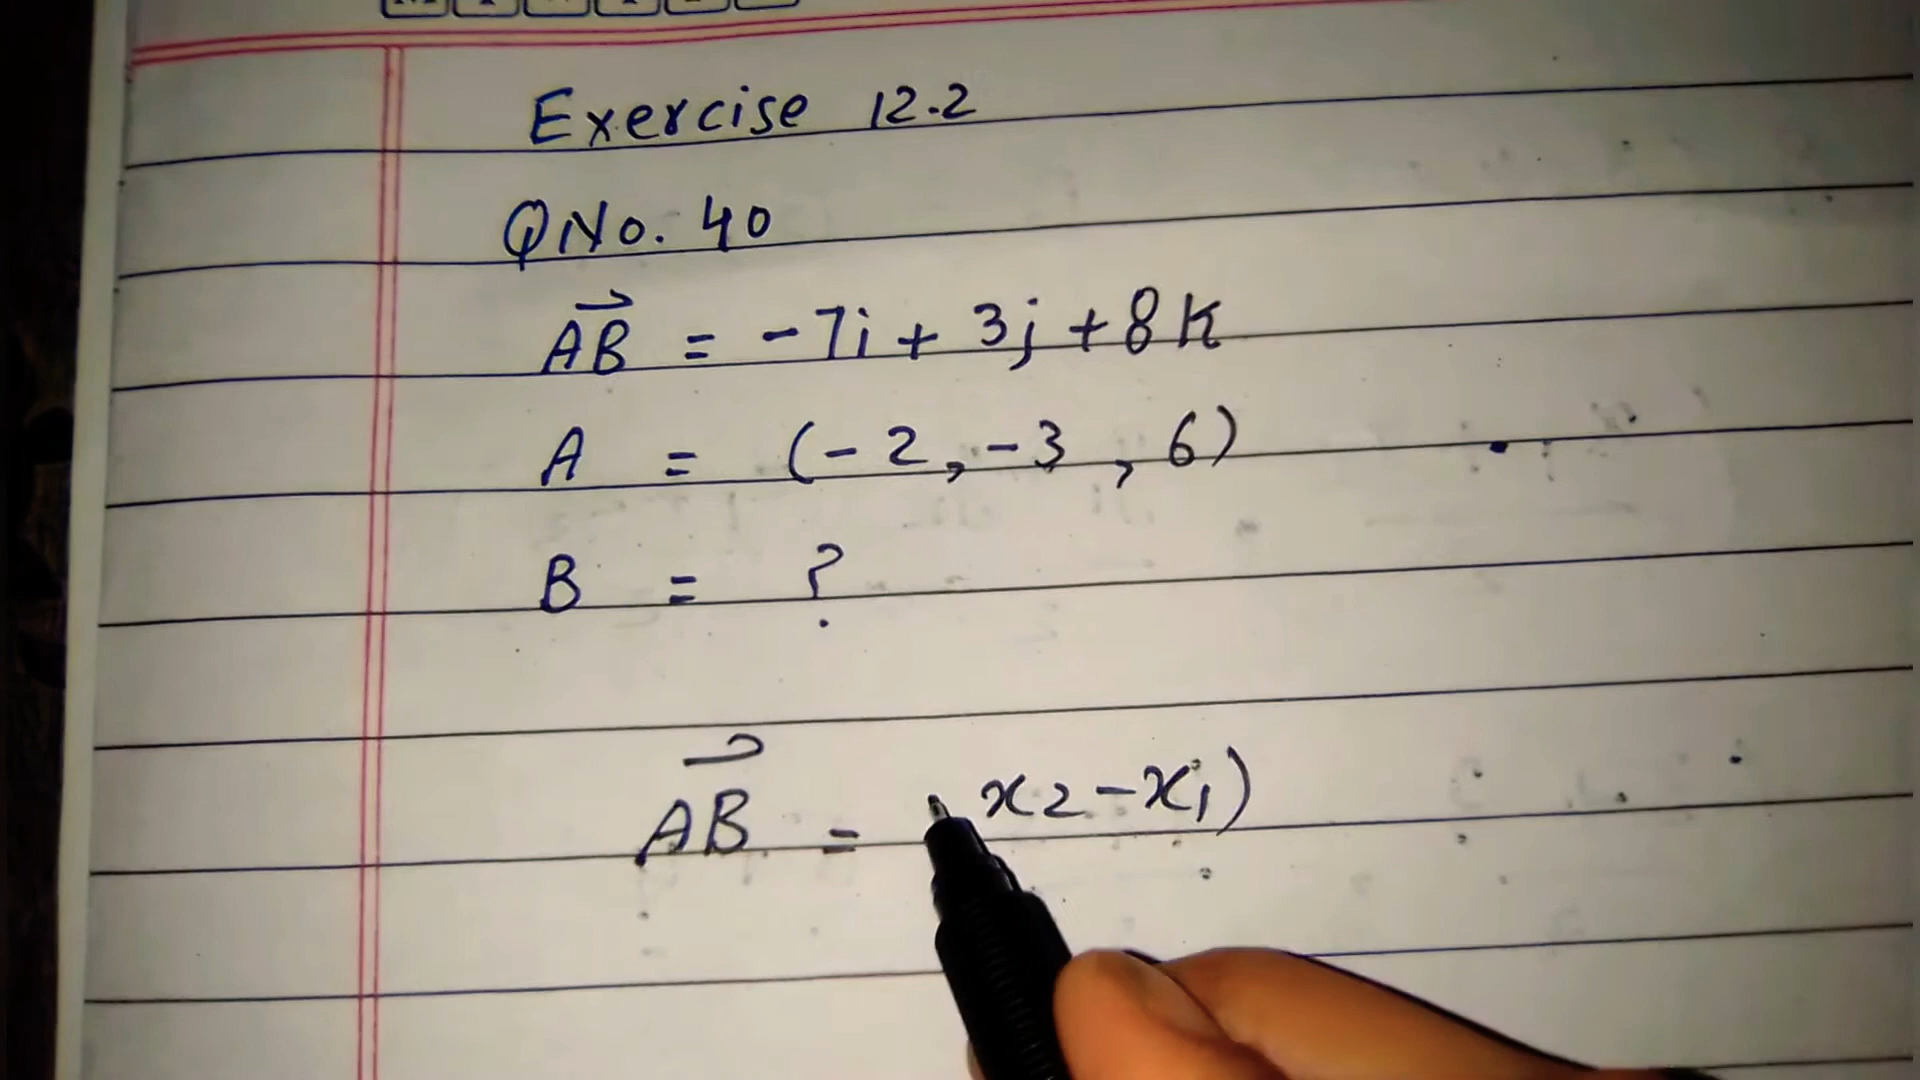 Exercise 12.2
QNo. 40
AB⃗ = -7i + 3j + 8k
A = (-2, -3, 6)
B = ?
AB⃗ = x2-x1)